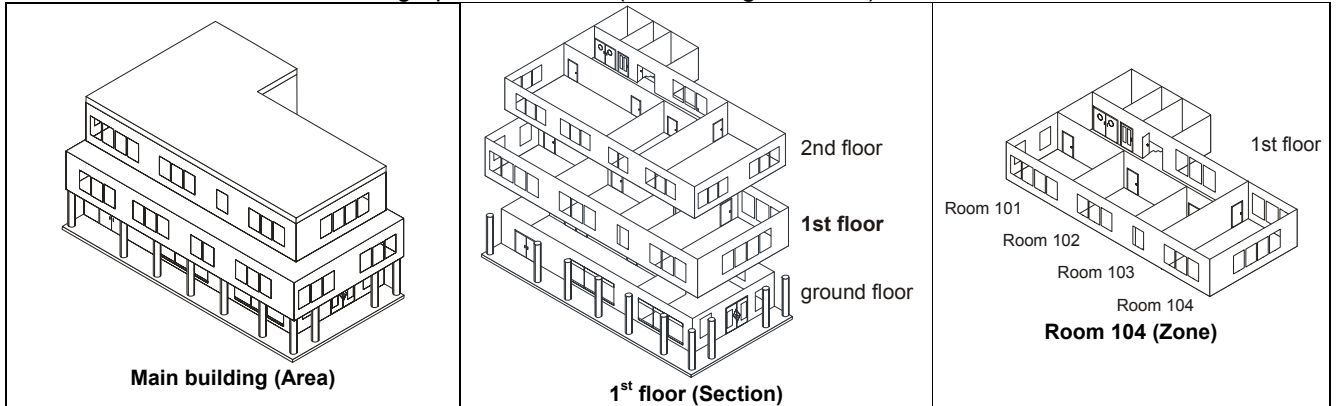 2nd floor
1st floor
ground floor
Main building (Area)
1st floor (Section)
1st floor
Room 101
Room 102
Room 103
Room 104
Room 104 (Zone)